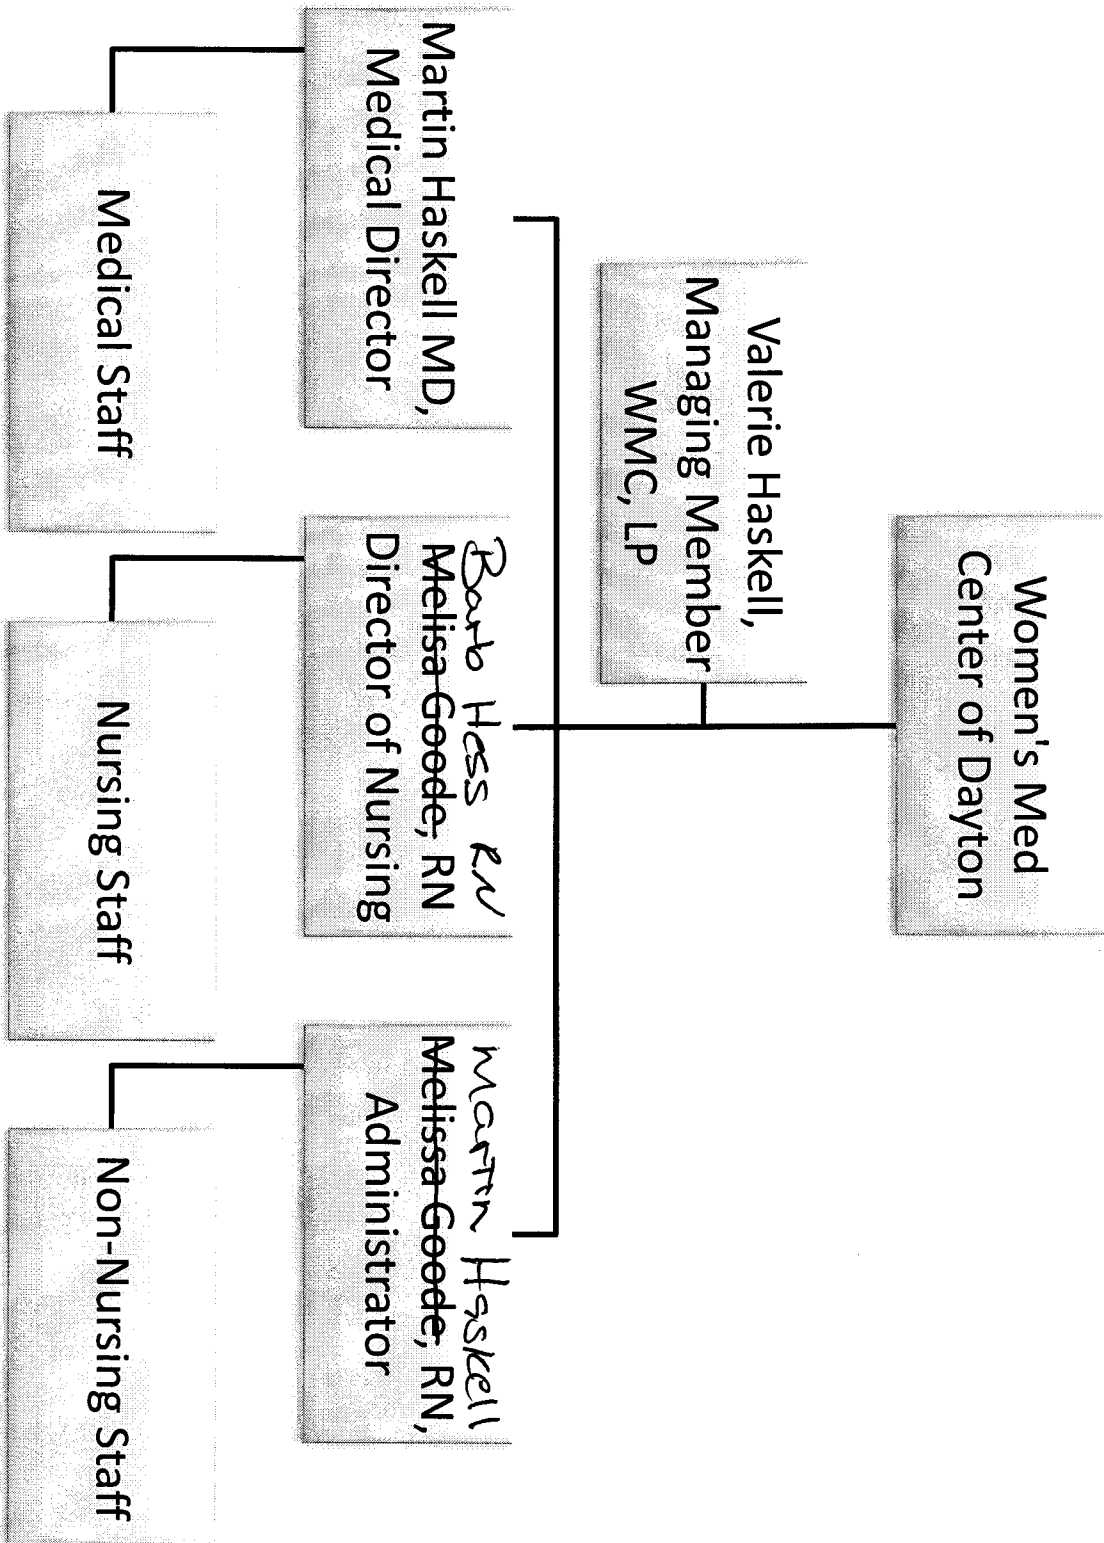 Women's Med
Center of Dayton
Valerie Haskell,
Managing Member
WMC, LP
Martin Haskell MD,
Medical Director
Barb Hess RN
Melisa Goode, RN
Director of Nursing
Martin Haskell
Melissa Goode, RN,
Administrator
Medical Staff
Nursing Staff
Non-Nursing Staff